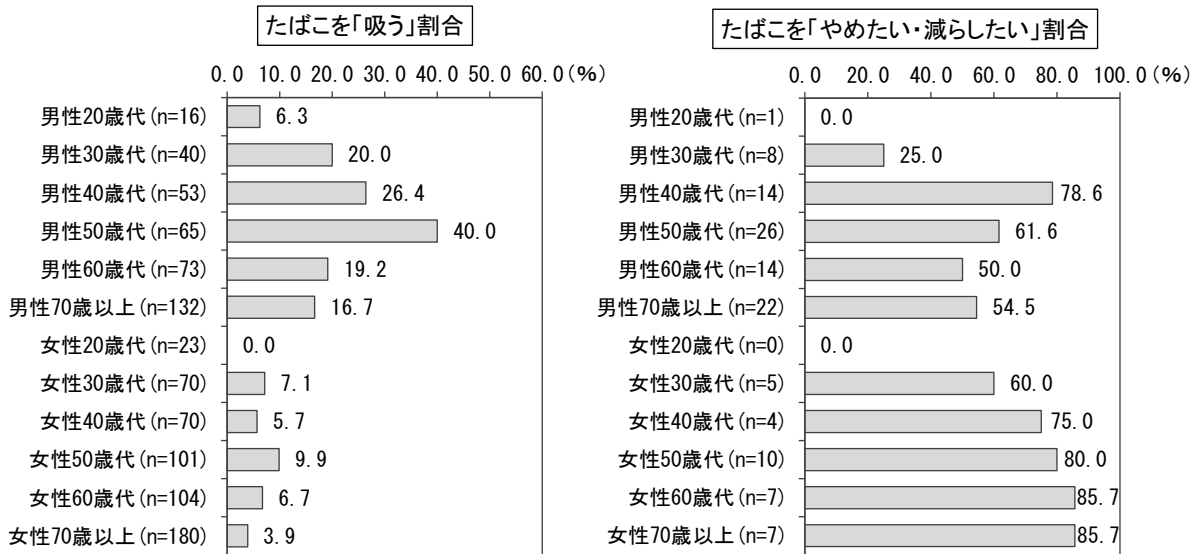 たばこを「吸う」割合
0.0 10.0 20.0 30.0 40.0 50.0 60.0(%)
男性20歳代(n=16) 6.3
男性30歳代(n=40) 20.0
男性40歳代(n=53) 26.4
男性50歳代(n=65) 40.0
男性60歳代(n=73) 19.2
男性70歳以上(n=132) 16.7
女性20歳代(n=23) 0.0
女性30歳代(n=70) 7.1
女性40歳代(n=70) 5.7
女性50歳代(n=101) 9.9
女性60歳代(n=104) 6.7
女性70歳以上(n=180) 3.9
たばこを「やめたい・減らしたい」割合
0.0 20.0 40.0 60.0 80.0 100.0(%)
男性20歳代(n=1) 0.0
男性30歳代(n=8) 25.0
男性40歳代(n=14) 78.6
男性50歳代(n=26) 61.6
男性60歳代(n=14) 50.0
男性70歳以上(n=22) 54.5
女性20歳代(n=0) 0.0
女性30歳代(n=5) 60.0
女性40歳代(n=4) 75.0
女性50歳代(n=10) 80.0
女性60歳代(n=7) 85.7
女性70歳以上(n=7) 85.7